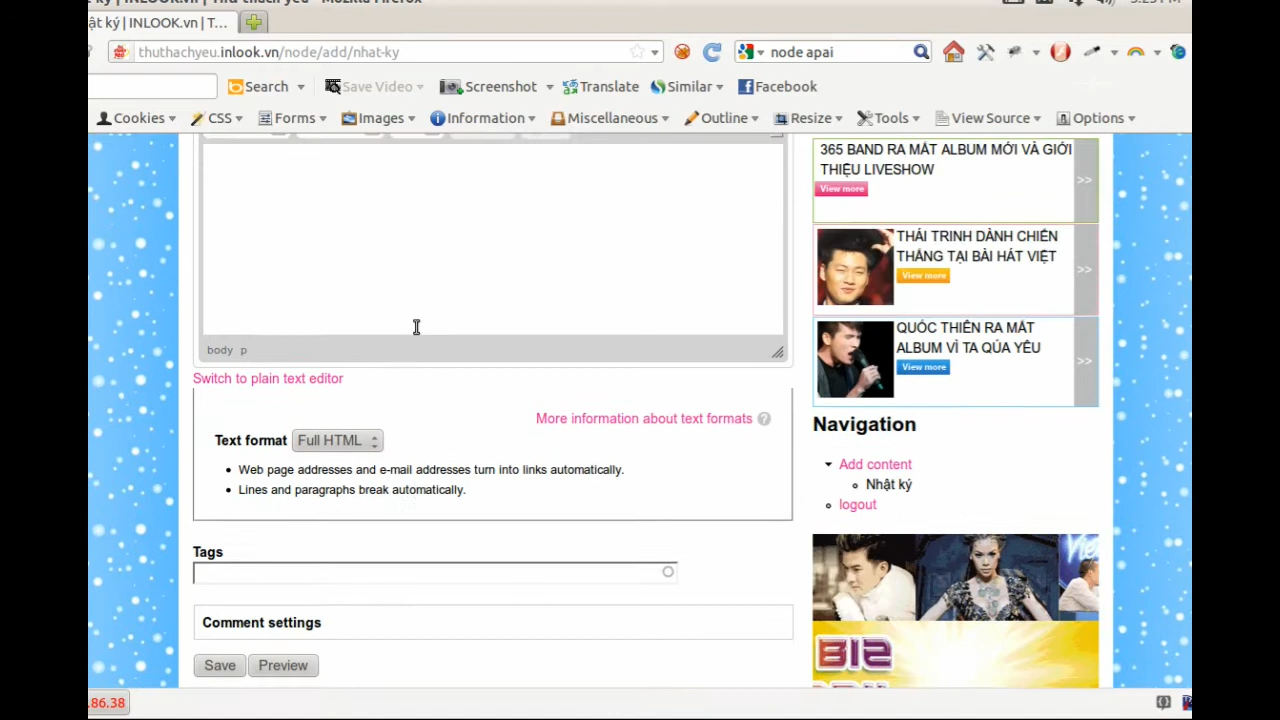 ật ký | INLOOK.vn | T...
thuthachyeu.inlook.vn/node/add/nhat-ky
node apai
Search
Save Video
Screenshot
Translate
Similar
Facebook
Cookies
CSS
Forms
Images
Information
Miscellaneous
Outline
Resize
Tools
View Source
Options
body p
Switch to plain text editor
More information about text formats ?
Text format Full HTML
Web page addresses and e-mail addresses turn into links automatically.
Lines and paragraphs break automatically.
Tags
Comment settings
Save
Preview
365 BAND RA MẮT ALBUM MỚI VÀ GIỚI
THIỆU LIVESHOW
View more
>>
THÁI TRINH DÀNH CHIẾN
THẮNG TẠI BÀI HÁT VIỆT
View more
>>
QUỐC THIÊN RA MẮT
ALBUM VÌ TA QÚA YÊU
View more
>>
Navigation
Add content
Nhật ký
logout
.86.38